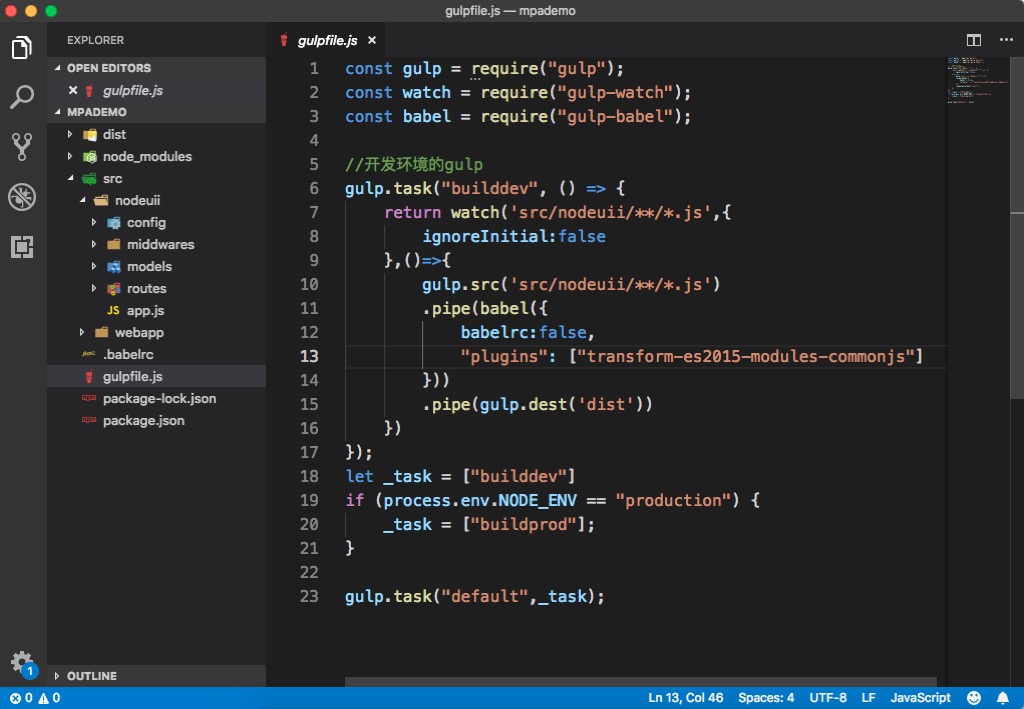 gulpfile.js — mpademo
EXPLORER
OPEN EDITORS
gulpfile.js
MPADEMO
dist
node_modules
src
nodeuii
config
middwares
models
routes
JS app.js
webapp
.babelrc
gulpfile.js
package-lock.json
package.json
OUTLINE
gulpfile.js
1 const gulp = require("gulp");
2 const watch = require("gulp-watch");
3 const babel = require("gulp-babel");
4
5 //开发环境的gulp
6 gulp.task("builddev", () => {
7 return watch('src/nodeuii/**/*.js',{
8 ignoreInitial:false
9 },()=>{
10 gulp.src('src/nodeuii/**/*.js')
11 .pipe(babel({
12 babelrc:false,
13 "plugins": ["transform-es2015-modules-commonjs"]
14 }))
15 .pipe(gulp.dest('dist'))
16 })
17 });
18 let _task = ["builddev"]
19 if (process.env.NODE_ENV == "production") {
20 _task = ["buildprod"];
21 }
22
23 gulp.task("default",_task);
1
0 0
Ln 13, Col 46 Spaces: 4 UTF-8 LF JavaScript